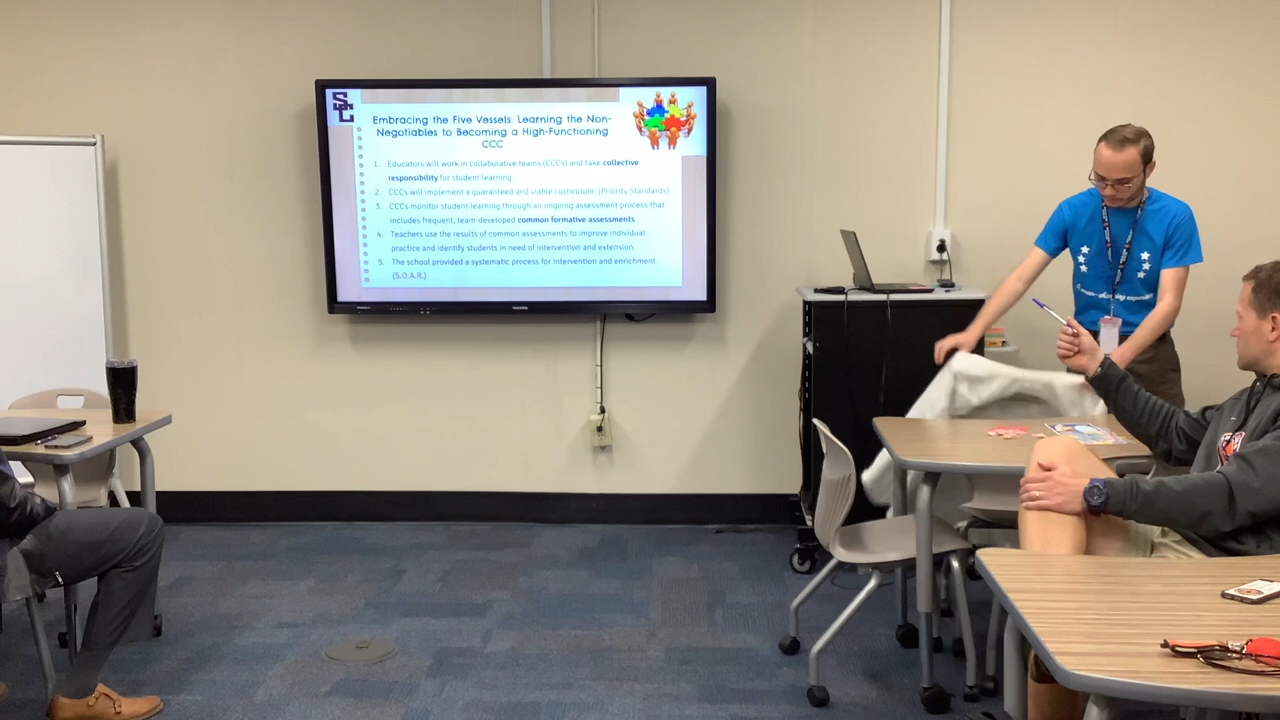 STC
Embracing the Five Vessels: Learning the Non-
Negotiables to Becoming a High-Functioning
CCC
1. Educators will work in collaborative teams (CCCs) and take collective
responsibility for student learning.
2. CCCs will implement a guaranteed and viable curriculum. (Priority Standards)
3. CCCs monitor student learning through an ongoing assessment process that
includes frequent, team-developed common formative assessments.
4. Teachers use the results of common assessments to improve individual
practice and identify students in need of intervention and extension.
5. The school provided a systematic process for intervention and enrichment.
(S.O.A.R.)